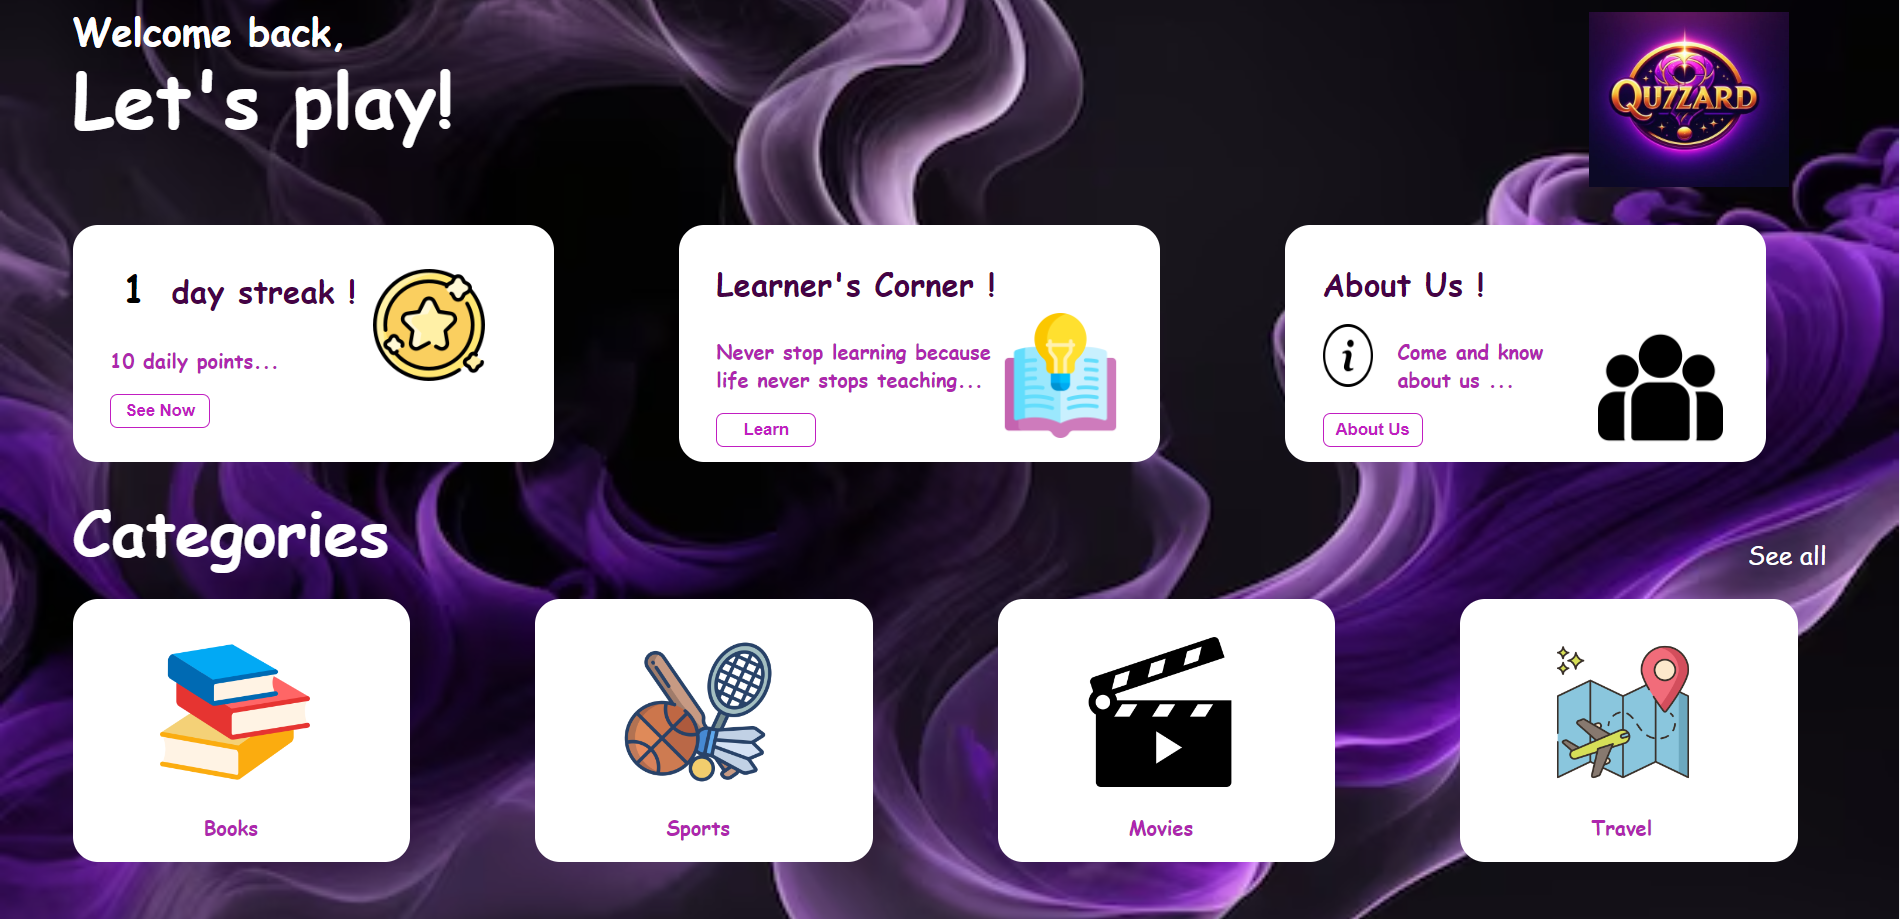 Welcome back,
Let's play!
QUZZARD
1 day streak !
10 daily points...
See Now
Learner's Corner !
Never stop learning because
life never stops teaching...
Learn
About Us !
i
Come and know
about us ...
About Us
Categories
See all
Books
Sports
Movies
Travel